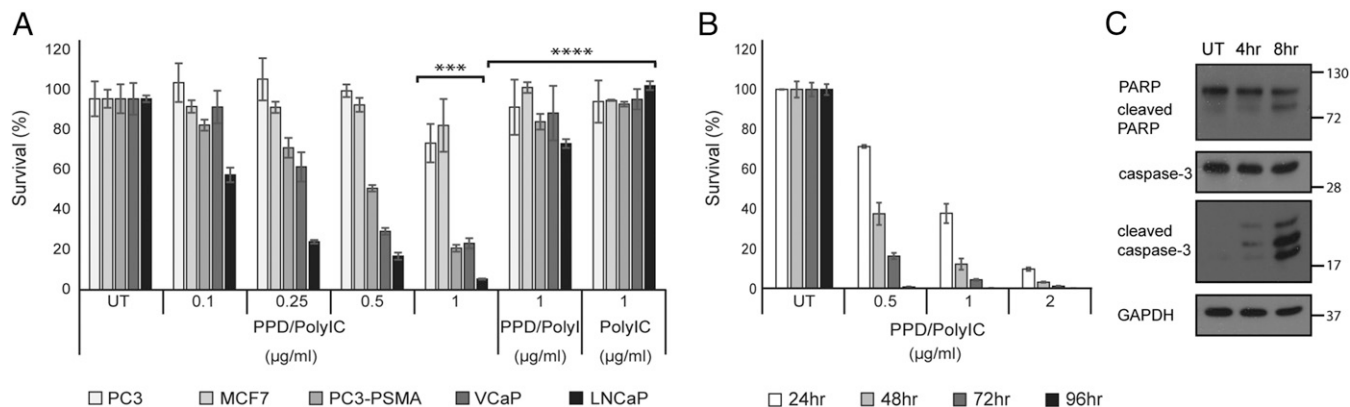 A
Survival (%)
120
100
80
60
40
20
0
***
****
UT
0.1
0.25
0.5
1
1
1
PPD/PolyIC
PPD/PolyI
PolyIC
(µg/ml)
(µg/ml)
(µg/ml)
PC3
MCF7
PC3-PSMA
VCaP
LNCaP
B
Survival (%)
120
100
80
60
40
20
0
UT
0.5
1
2
PPD/PolyIC
(µg/ml)
24hr
48hr
72hr
96hr
C
UT 4hr 8hr
PARP
cleaved
PARP
130
72
caspase-3
28
cleaved
caspase-3
17
GAPDH
37